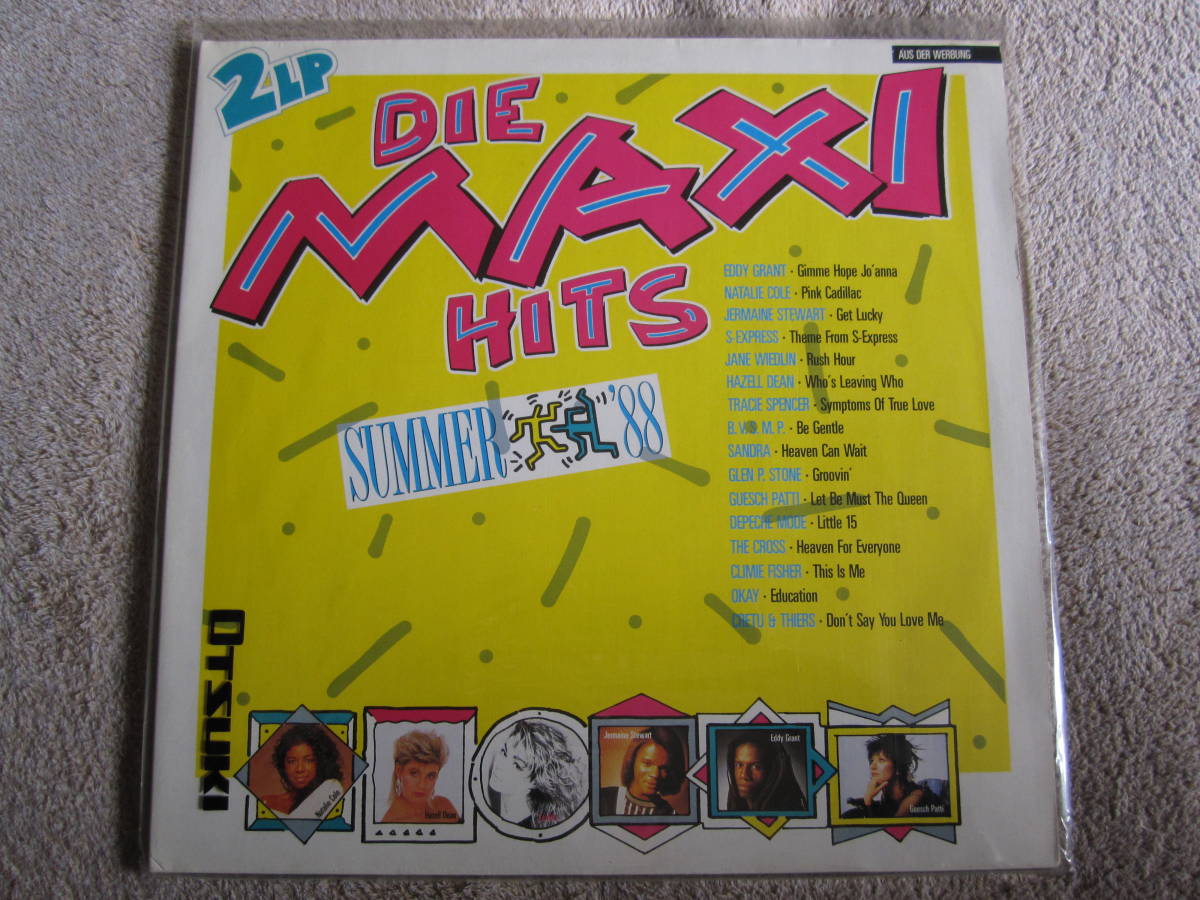 2LP
AUS DER WERBUNG
DIE
MAXI
HITS
SUMMER '88
EDDY GRANT · Gimme Hope Jo'anna
NATALIE COLE · Pink Cadillac
JERMAINE STEWART · Get Lucky
S-EXPRESS · Theme From S-Express
JANE WIEDLIN · Rush Hour
HAZELL DEAN · Who's Leaving Who
TRACIE SPENCER · Symptoms Of True Love
B. V. S. M. P. · Be Gentle
SANDRA · Heaven Can Wait
GLEN P. STONE · Groovin'
GUESCH PATTI · Let Be Must The Queen
DEPECHE MODE · Little 15
THE CROSS · Heaven For Everyone
CLIMIE FISHER · This Is Me
OKAY · Education
CRETU & THIERS · Don't Say You Love Me
OTSUKI
Natalie Cole
Hazell Dean
Jermaine Stewart
Eddy Grant
Guesch Patti